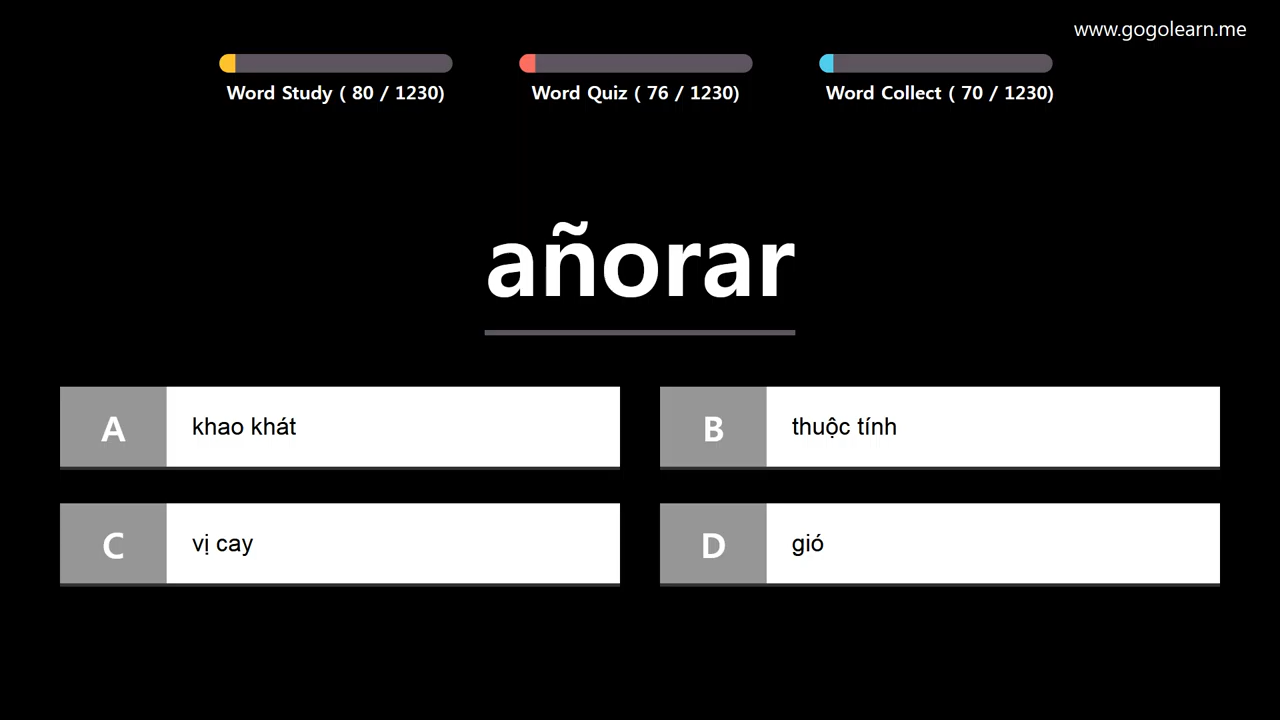 www.gogolearn.me
Word Study ( 80 / 1230)
Word Quiz ( 76 / 1230)
Word Collect ( 70 / 1230)
añorar
A khao khát
B thuộc tính
C vị cay
D gió